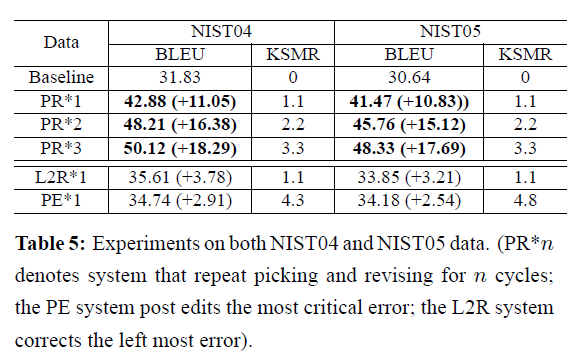 Data NIST04 NIST05
BLEU KSMR BLEU KSMR
Baseline 31.83 0 30.64 0
PR*1 42.88 (+11.05) 1.1 41.47 (+10.83)) 1.1
PR*2 48.21 (+16.38) 2.2 45.76 (+15.12) 2.2
PR*3 50.12 (+18.29) 3.3 48.33 (+17.69) 3.3
L2R*1 35.61 (+3.78) 1.1 33.85 (+3.21) 1.1
PE*1 34.74 (+2.91) 4.3 34.18 (+2.54) 4.8
Table 5: Experiments on both NIST04 and NIST05 data. (PR*n
denotes system that repeat picking and revising for n cycles;
the PE system post edits the most critical error; the L2R system
corrects the left most error).